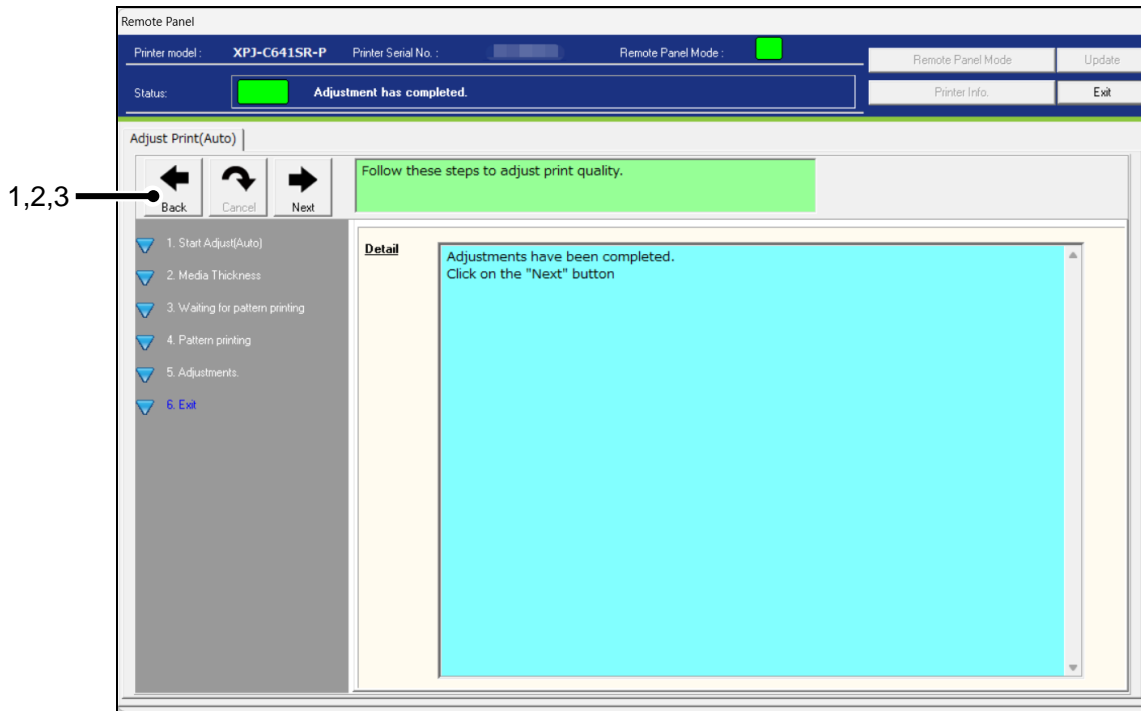 Remote Panel
Printer model : XPJ-C641SR-P Printer Serial No. : Remote Panel Mode :
Remote Panel Mode Update
Status: Adjustment has completed.
Printer Info. Exit
Adjust Print(Auto)
Follow these steps to adjust print quality.
1,2,3
Back Cancel Next
1. Start Adjust(Auto)
2. Media Thickness
3. Waiting for pattern printing
4. Pattern printing
5. Adjustments.
6. Exit
Detail
Adjustments have been completed.
Click on the "Next" button